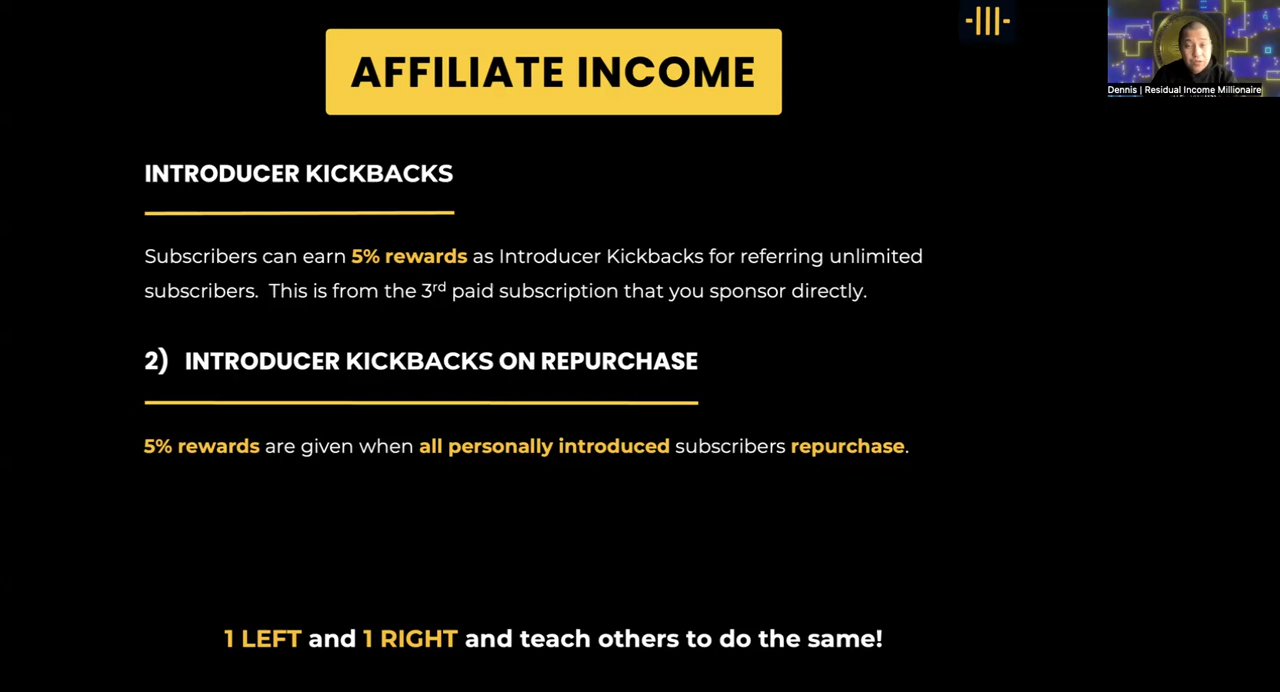 AFFILIATE INCOME
Dennis | Residual Income Millionaire
INTRODUCER KICKBACKS
Subscribers can earn 5% rewards as Introducer Kickbacks for referring unlimited
subscribers. This is from the 3rd paid subscription that you sponsor directly.
2) INTRODUCER KICKBACKS ON REPURCHASE
5% rewards are given when all personally introduced subscribers repurchase.
1 LEFT and 1 RIGHT and teach others to do the same!